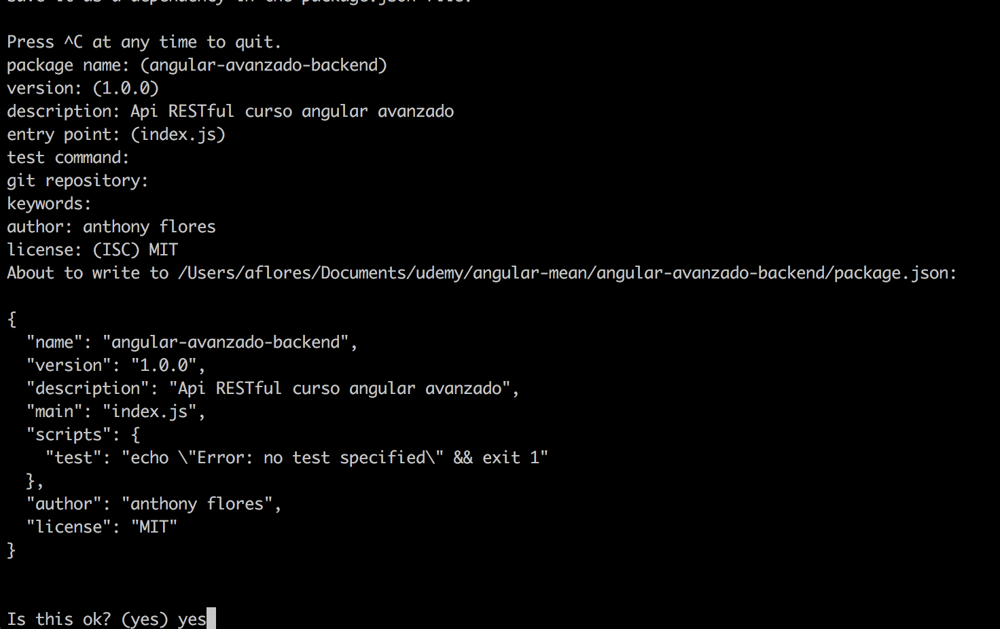 save it as a dependency in the package.json file.
Press ^C at any time to quit.
package name: (angular-avanzado-backend)
version: (1.0.0)
description: Api RESTful curso angular avanzado
entry point: (index.js)
test command:
git repository:
keywords:
author: anthony flores
license: (ISC) MIT
About to write to /Users/aflores/Documents/udemy/angular-mean/angular-avanzado-backend/package.json:
{
  "name": "angular-avanzado-backend",
  "version": "1.0.0",
  "description": "Api RESTful curso angular avanzado",
  "main": "index.js",
  "scripts": {
    "test": "echo \"Error: no test specified\" && exit 1"
  },
  "author": "anthony flores",
  "license": "MIT"
}
Is this ok? (yes) yes